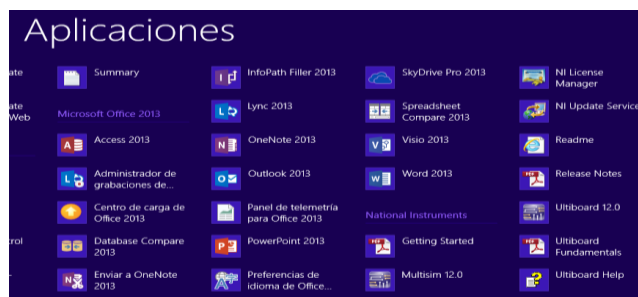 Aplicaciones
ate
ate
Web
trol
-
Summary
Microsoft Office 2013
Access 2013
Administrador de
grabaciones de...
Centro de carga de
Office 2013
Database Compare
2013
Enviar a OneNote
2013
InfoPath Filler 2013
Lync 2013
OneNote 2013
Outlook 2013
Panel de telemetría
para Office 2013
PowerPoint 2013
Preferencias de
idioma de Office...
SkyDrive Pro 2013
Spreadsheet
Compare 2013
Visio 2013
Word 2013
National Instruments
Getting Started
Multisim 12.0
NI License
Manager
NI Update Service
Readme
Release Notes
Ultiboard 12.0
Ultiboard
Fundamentals
Ultiboard Help